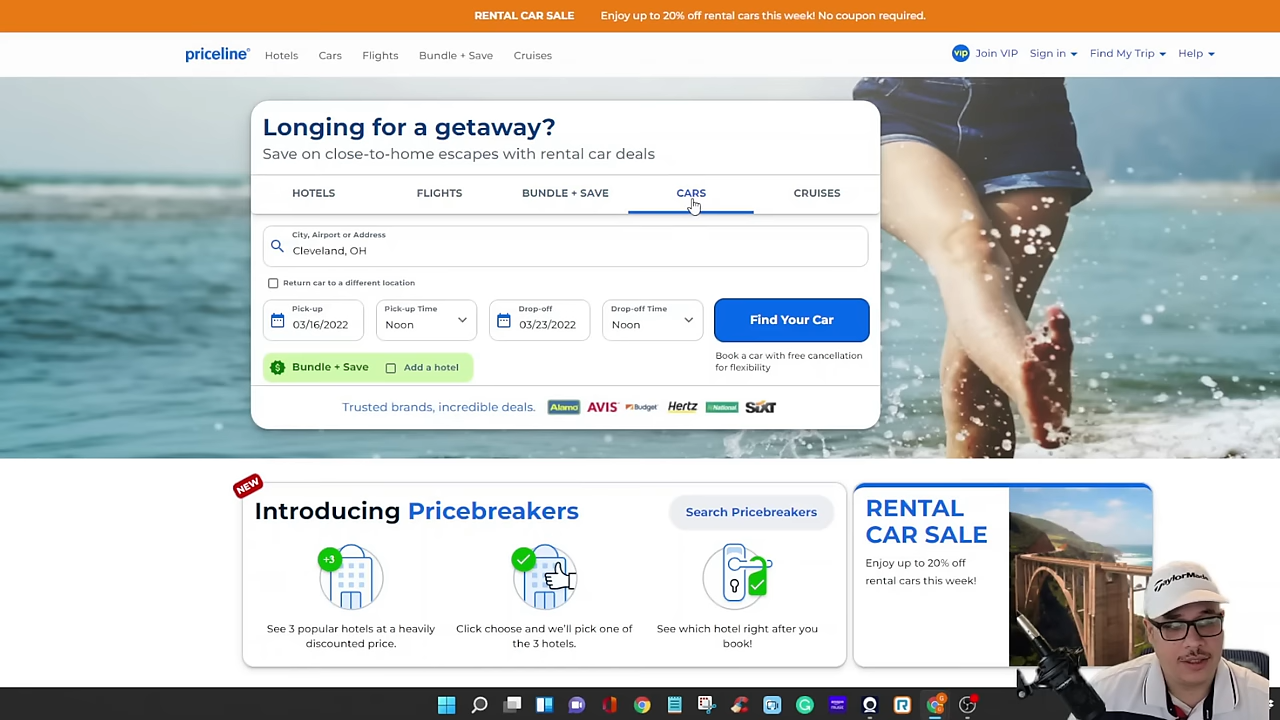 RENTAL CAR SALE Enjoy up to 20% off rental cars this week! No coupon required.
priceline Hotels Cars Flights Bundle + Save Cruises VIP Join VIP Sign in Find My Trip Help
Longing for a getaway?
Save on close-to-home escapes with rental car deals
HOTELS FLIGHTS BUNDLE + SAVE CARS CRUISES
City, Airport or Address
Cleveland, OH
Return car to a different location
Pick-up Pick-up Time Drop-off Drop-off Time
03/16/2022 Noon 03/23/2022 Noon
Find Your Car
Book a car with free cancellation
for flexibility
$ Bundle + Save Add a hotel
Trusted brands, incredible deals. Alamo AVIS Budget Hertz National SIXT
NEW
Introducing Pricebreakers
Search Pricebreakers
+3
See 3 popular hotels at a heavily
discounted price.
Click choose and we'll pick one of
the 3 hotels.
See which hotel right after you
book!
RENTAL
CAR SALE
Enjoy up to 20% off
rental cars this week!
TaylorMade